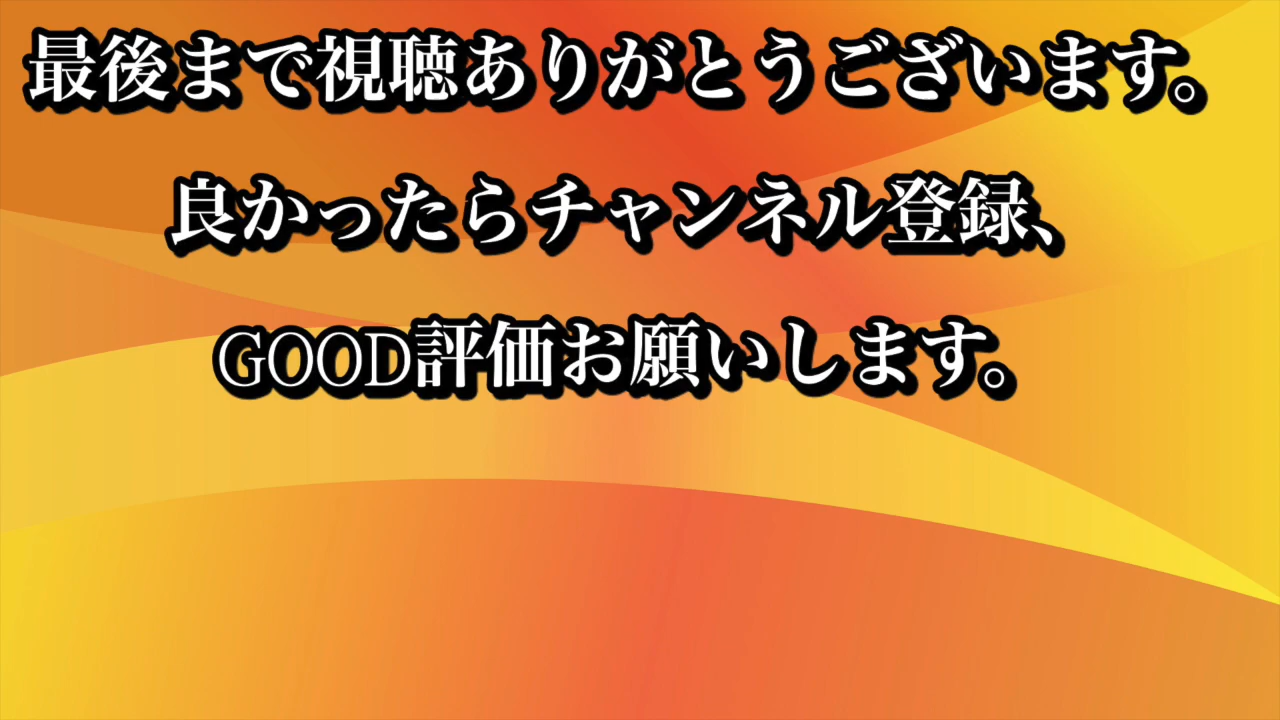 最後まで視聴ありがとうございます。
良かったらチャンネル登録、
GOOD評価お願いします。